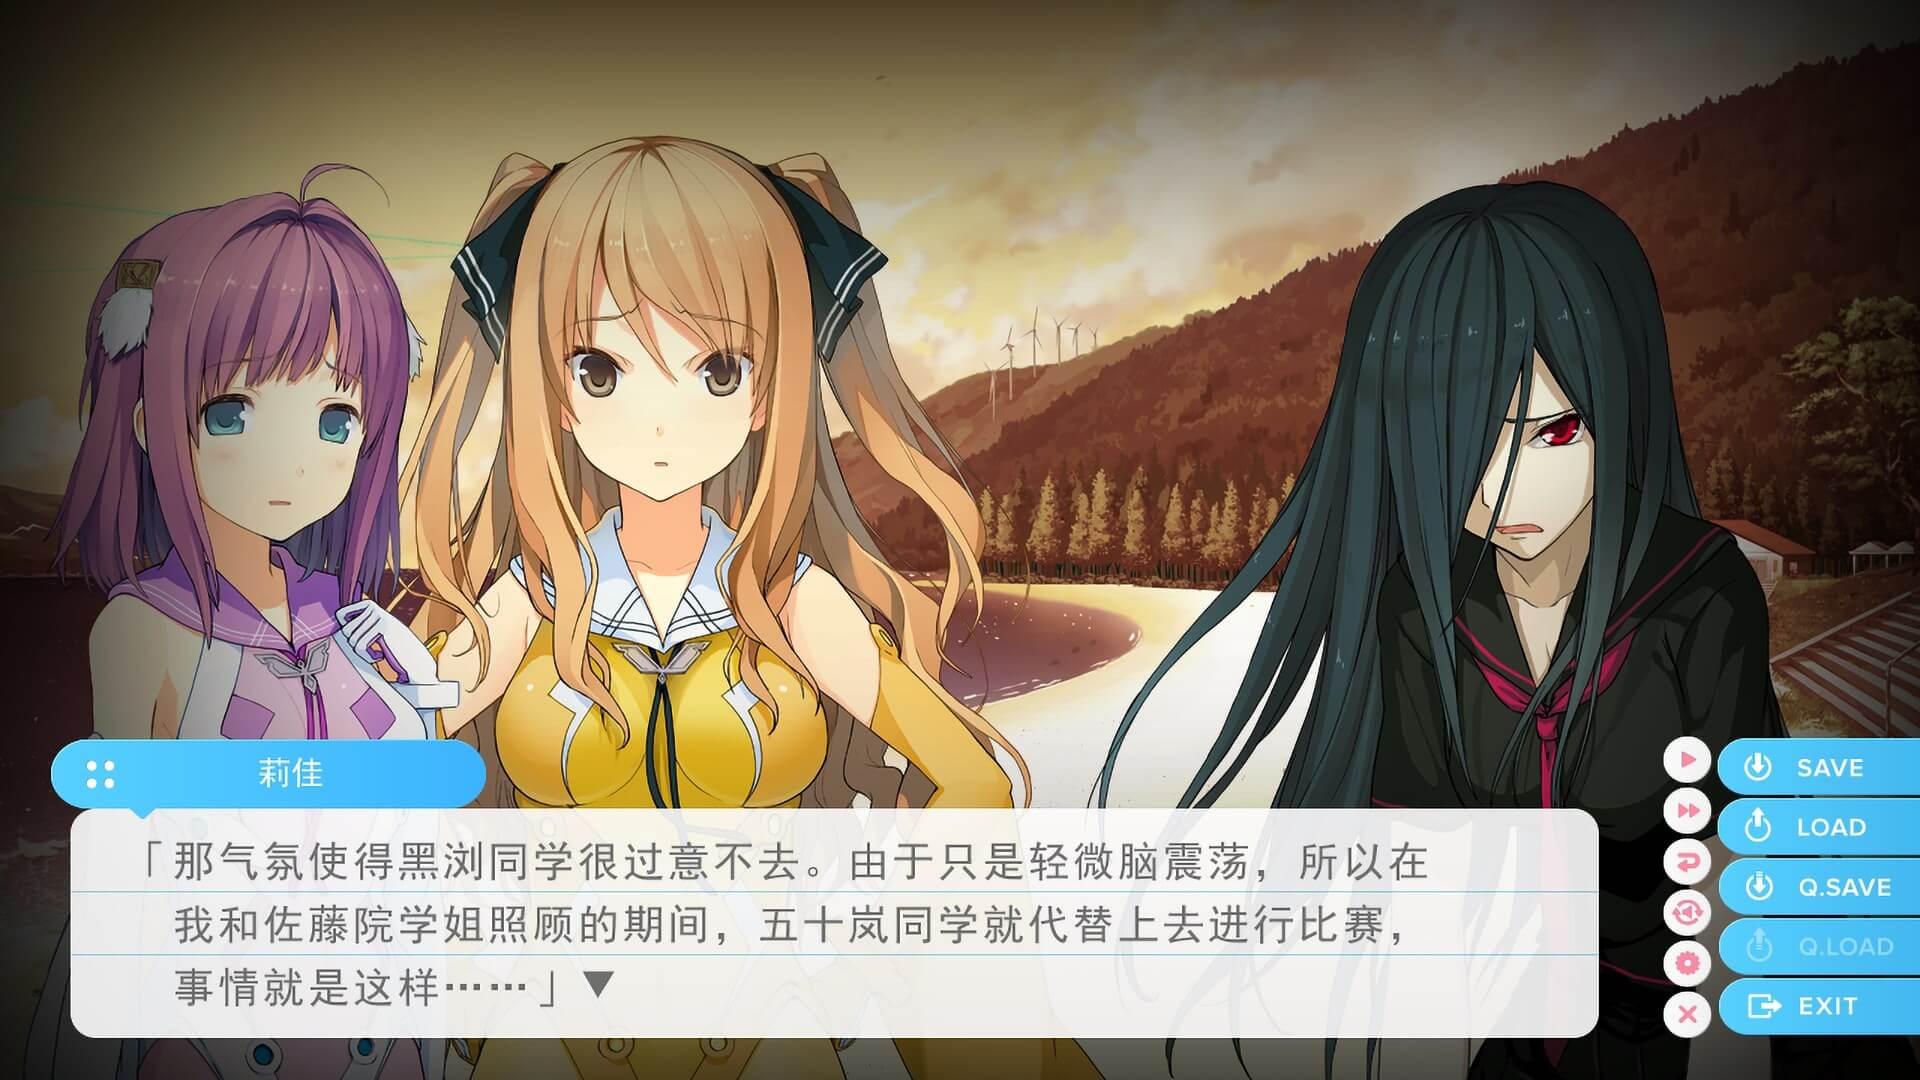 莉佳
「那气氛使得黑浏同学很过意不去。由于只是轻微脑震荡，所以在
我和佐藤院学姐照顾的期间，五十岚同学就代替上去进行比赛，
事情就是这样……」
SAVE
LOAD
Q.SAVE
Q.LOAD
EXIT